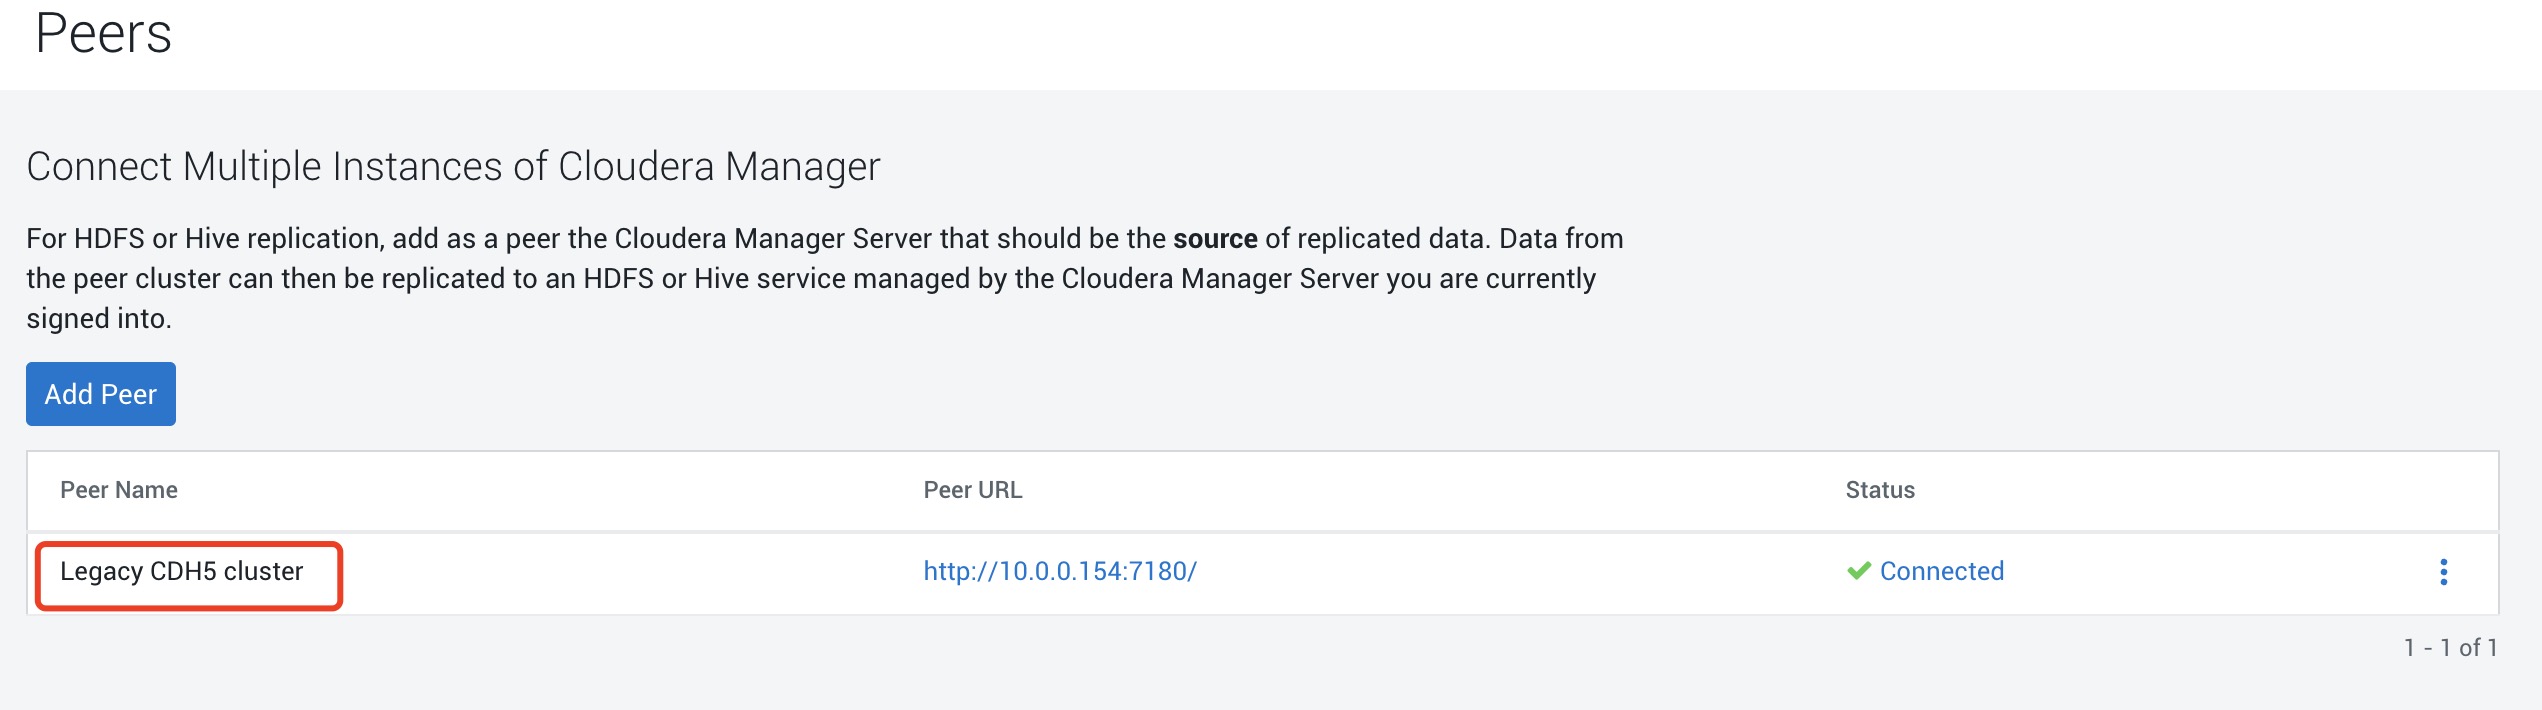 Peers
Connect Multiple Instances of Cloudera Manager
For HDFS or Hive replication, add as a peer the Cloudera Manager Server that should be the source of replicated data. Data from
the peer cluster can then be replicated to an HDFS or Hive service managed by the Cloudera Manager Server you are currently
signed into.
Add Peer
Peer Name Peer URL Status
Legacy CDH5 cluster http://10.0.0.154:7180/ Connected
1 - 1 of 1